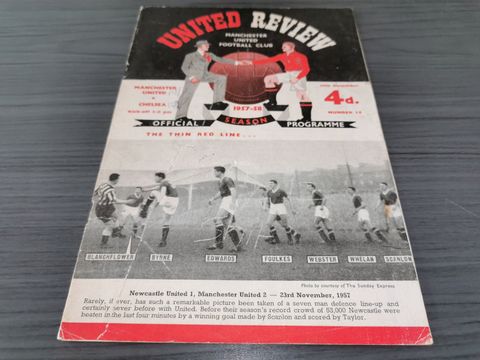 UNITED REVIEW
MANCHESTER
UNITED
FOOTBALL CLUB
MANCHESTER
UNITED
v
CHELSEA
4d.
1957-58
SEASON
OFFICIAL PROGRAMME
THE THIN RED LINE...
BLANCHFLOWER BYRNE EDWARDS FOULKES WEBSTER WHELAN SCANLON
Photo by courtesy of The Sunday Express
Newcastle United 1, Manchester United 2 — 23rd November, 1957
Rarely, if ever, has such a remarkable picture been taken of a seven man defence line-up and
certainly never before with United. Before their season's record crowd of 53,000 Newcastle were
beaten in the last four minutes by a winning goal made by Scanlon and scored by Taylor.